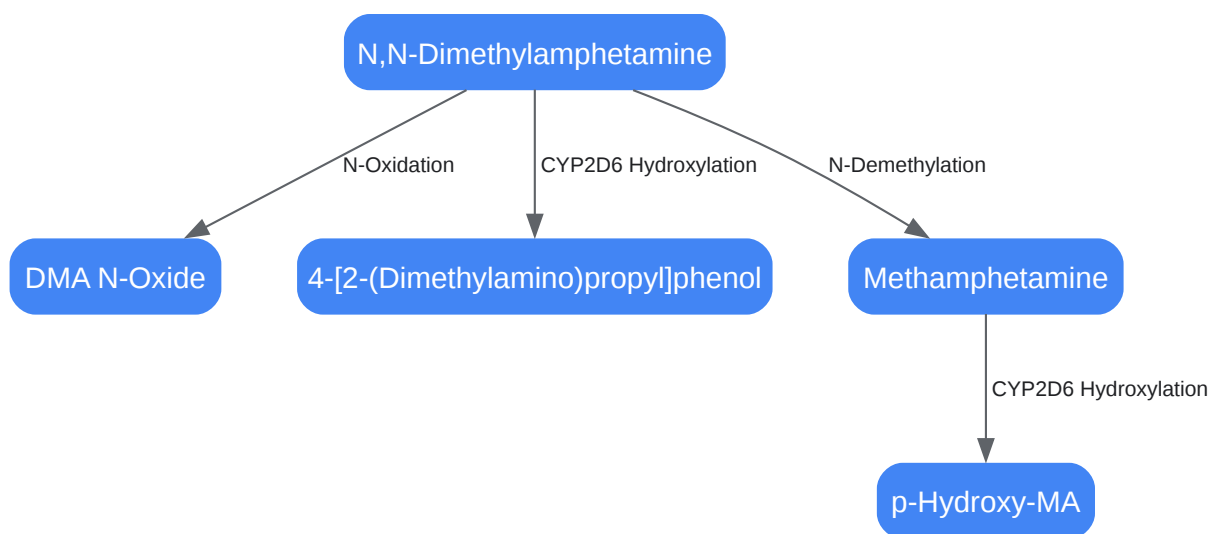 N,N-Dimethylamphetamine
N-Oxidation
CYP2D6 Hydroxylation
N-Demethylation
DMA N-Oxide
4-[2-(Dimethylamino)propyl]phenol
Methamphetamine
CYP2D6 Hydroxylation
p-Hydroxy-MA